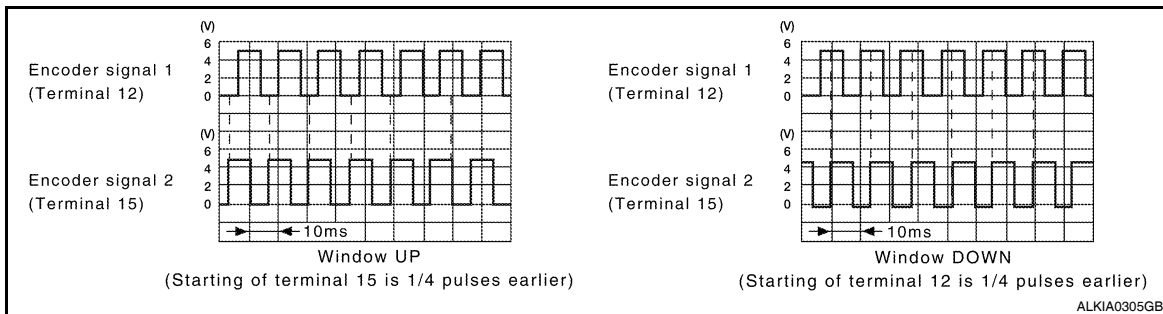 (V)
6
4
2
0
Encoder signal 1
(Terminal 12)
(V)
6
4
2
0
Encoder signal 2
(Terminal 15)
10ms
Window UP
(Starting of terminal 15 is 1/4 pulses earlier)
(V)
6
4
2
0
Encoder signal 1
(Terminal 12)
(V)
6
4
2
0
Encoder signal 2
(Terminal 15)
10ms
Window DOWN
(Starting of terminal 12 is 1/4 pulses earlier)
ALKIA0305GB